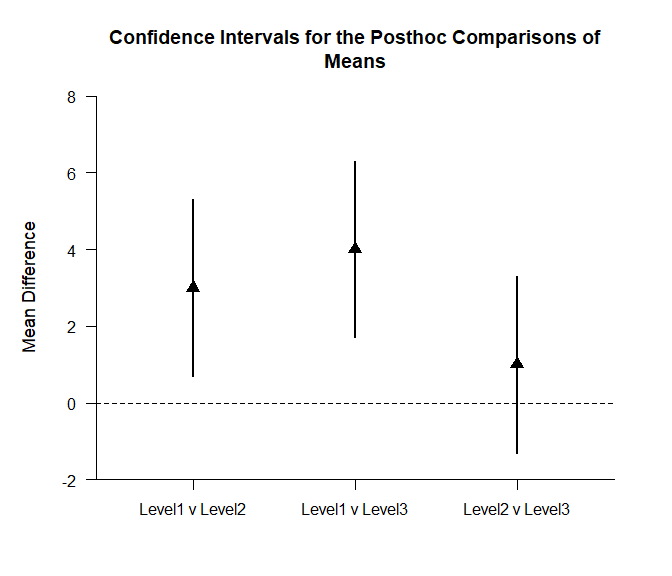 Confidence Intervals for the Posthoc Comparisons of
Means
8
6
4
2
0
-2
Mean Difference
Level1 v Level2
Level1 v Level3
Level2 v Level3